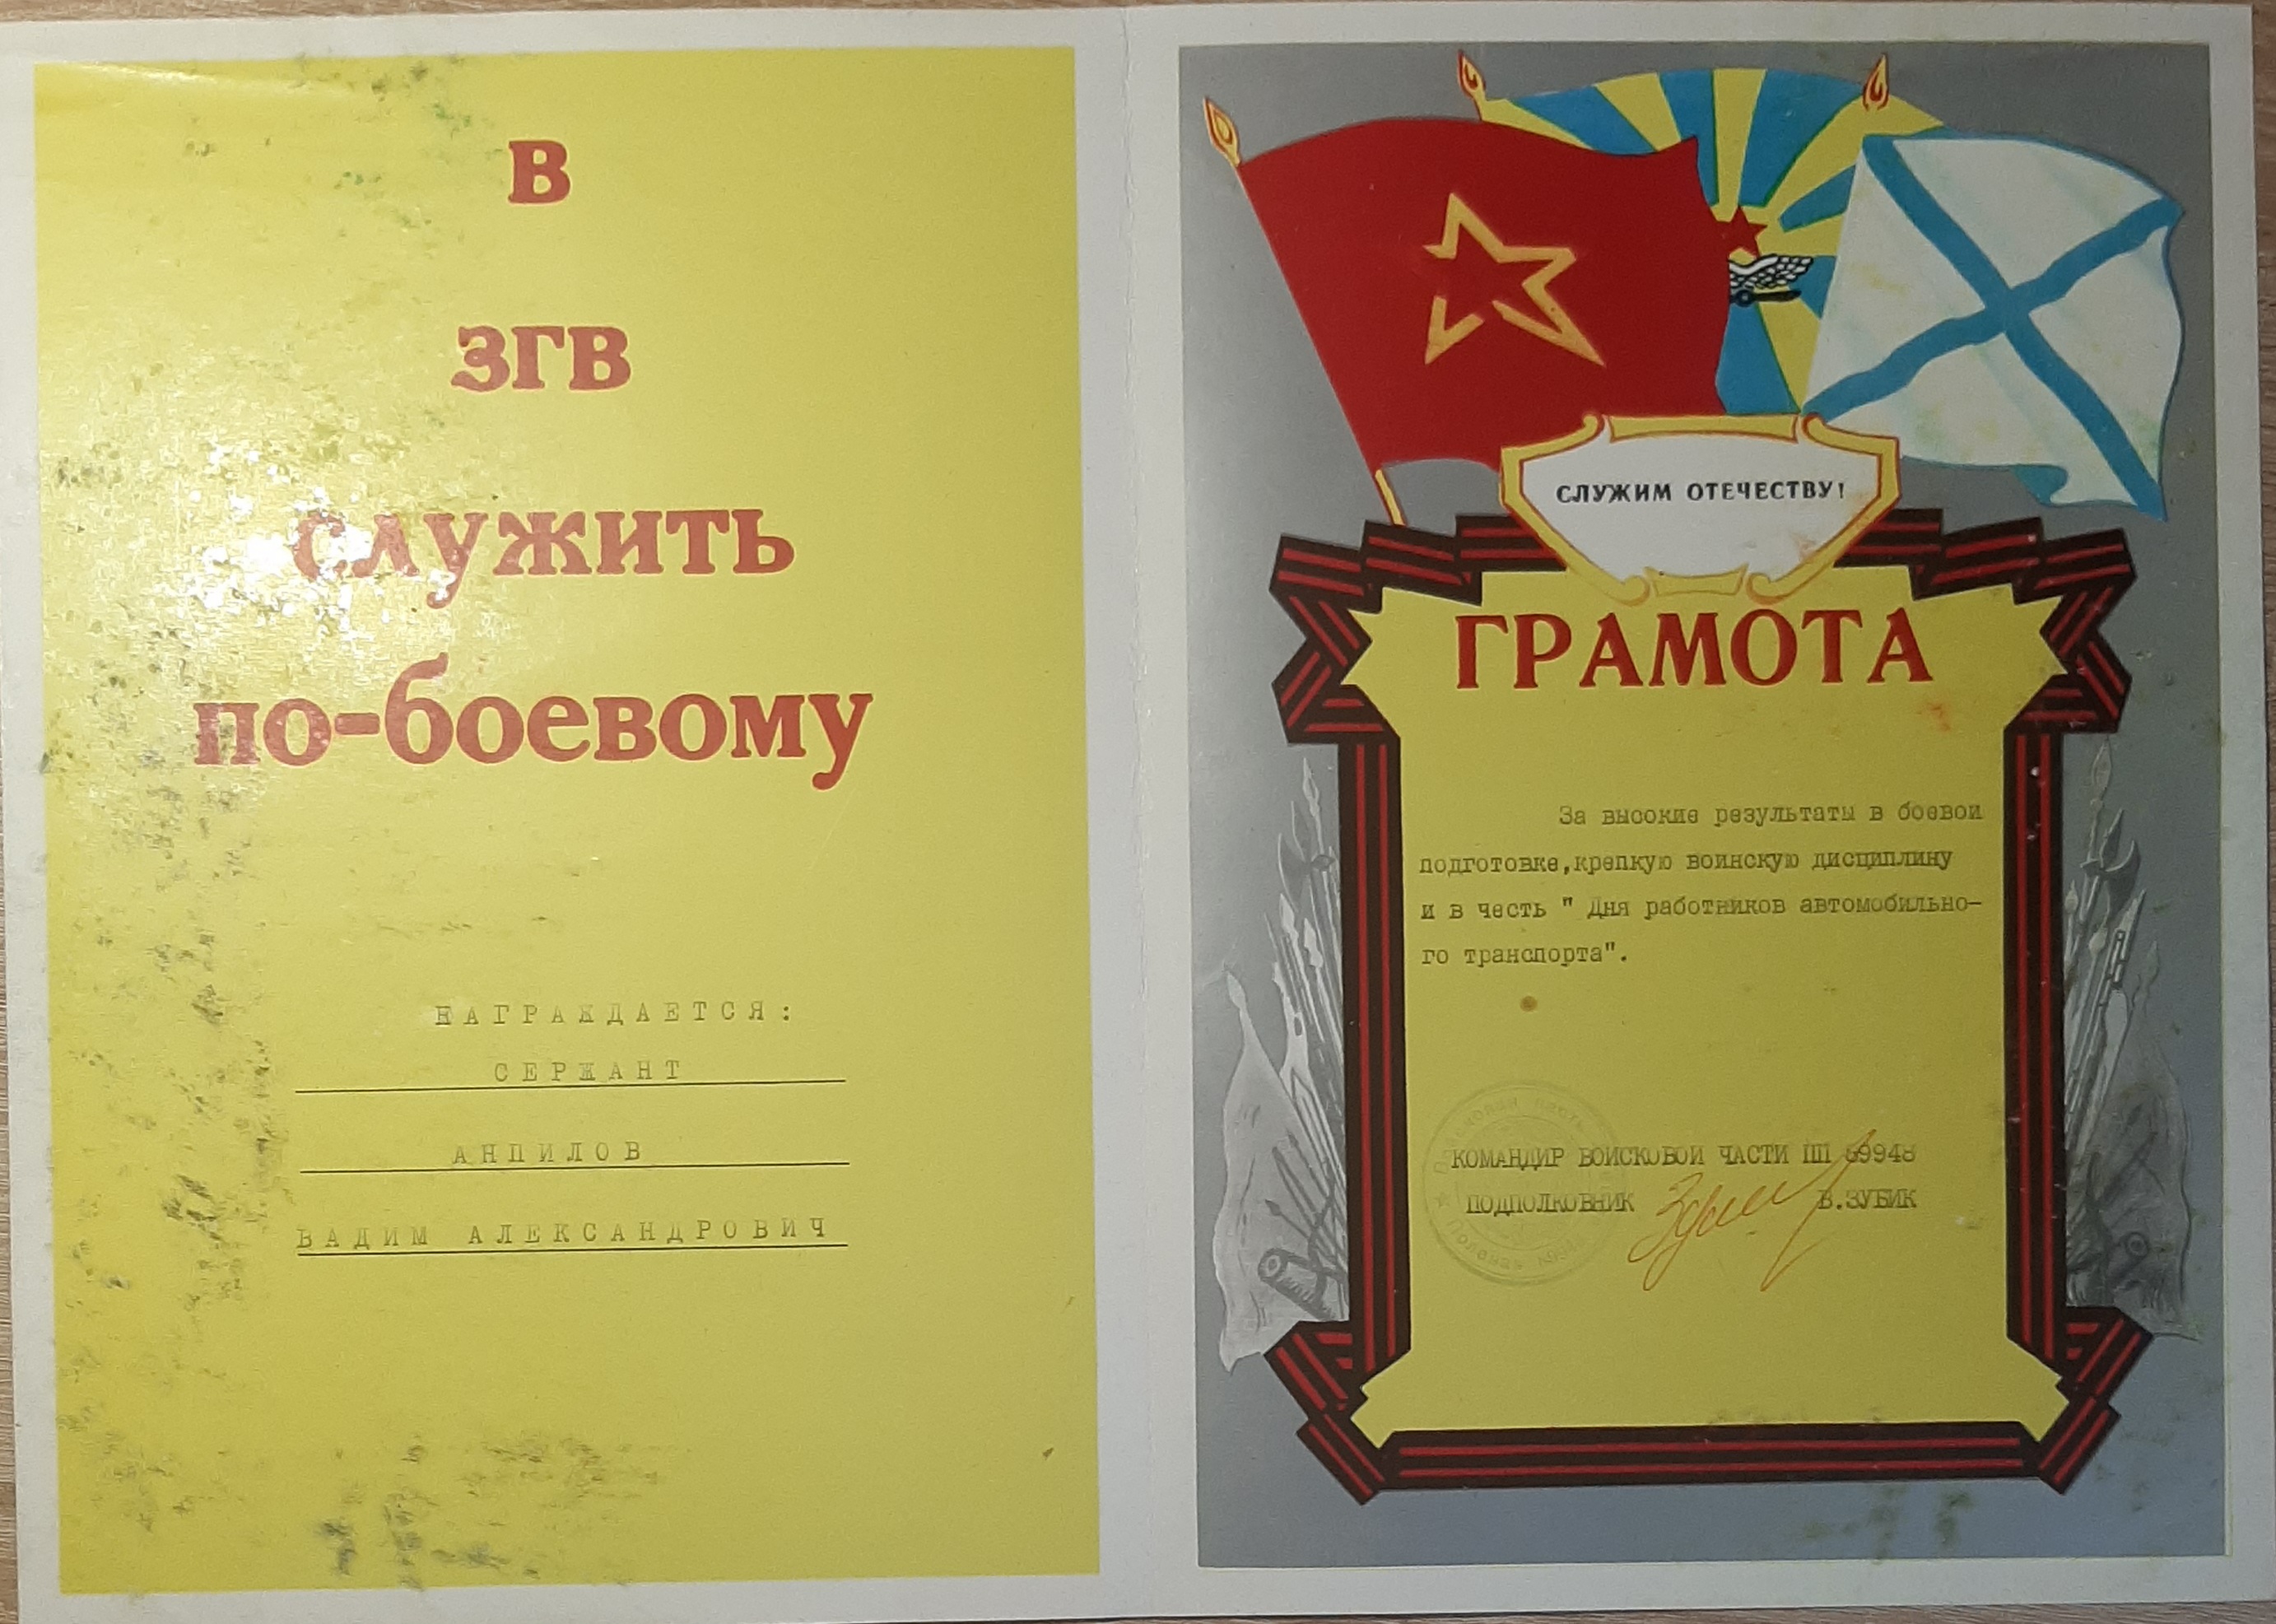 В
ЗГВ
служить
по-боевому
НАГРАЖДАЕТСЯ:
СЕРЖАНТ
АНПИЛОВ
ВАДИМ АЛЕКСАНДРОВИЧ
СЛУЖИМ ОТЕЧЕСТВУ!
ГРАМОТА
За высокие результаты в боевой
подготовке,крепкую воинскую дисциплину
и в честь " Дня работников автомобильно-
го транспорта".
КОМАНДИР ВОЙСКОВОЙ ЧАСТИ ПП 69948
ПОДПОЛКОВНИК В.ЗУБИК